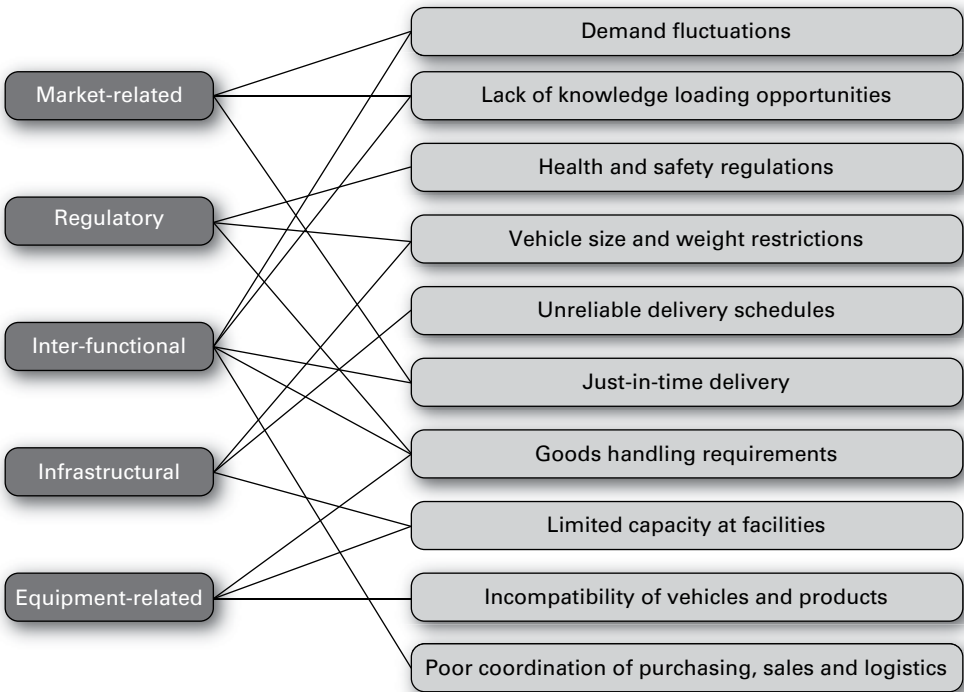 Market-related
Regulatory
Inter-functional
Infrastructural
Equipment-related
Demand fluctuations
Lack of knowledge loading opportunities
Health and safety regulations
Vehicle size and weight restrictions
Unreliable delivery schedules
Just-in-time delivery
Goods handling requirements
Limited capacity at facilities
Incompatibility of vehicles and products
Poor coordination of purchasing, sales and logistics